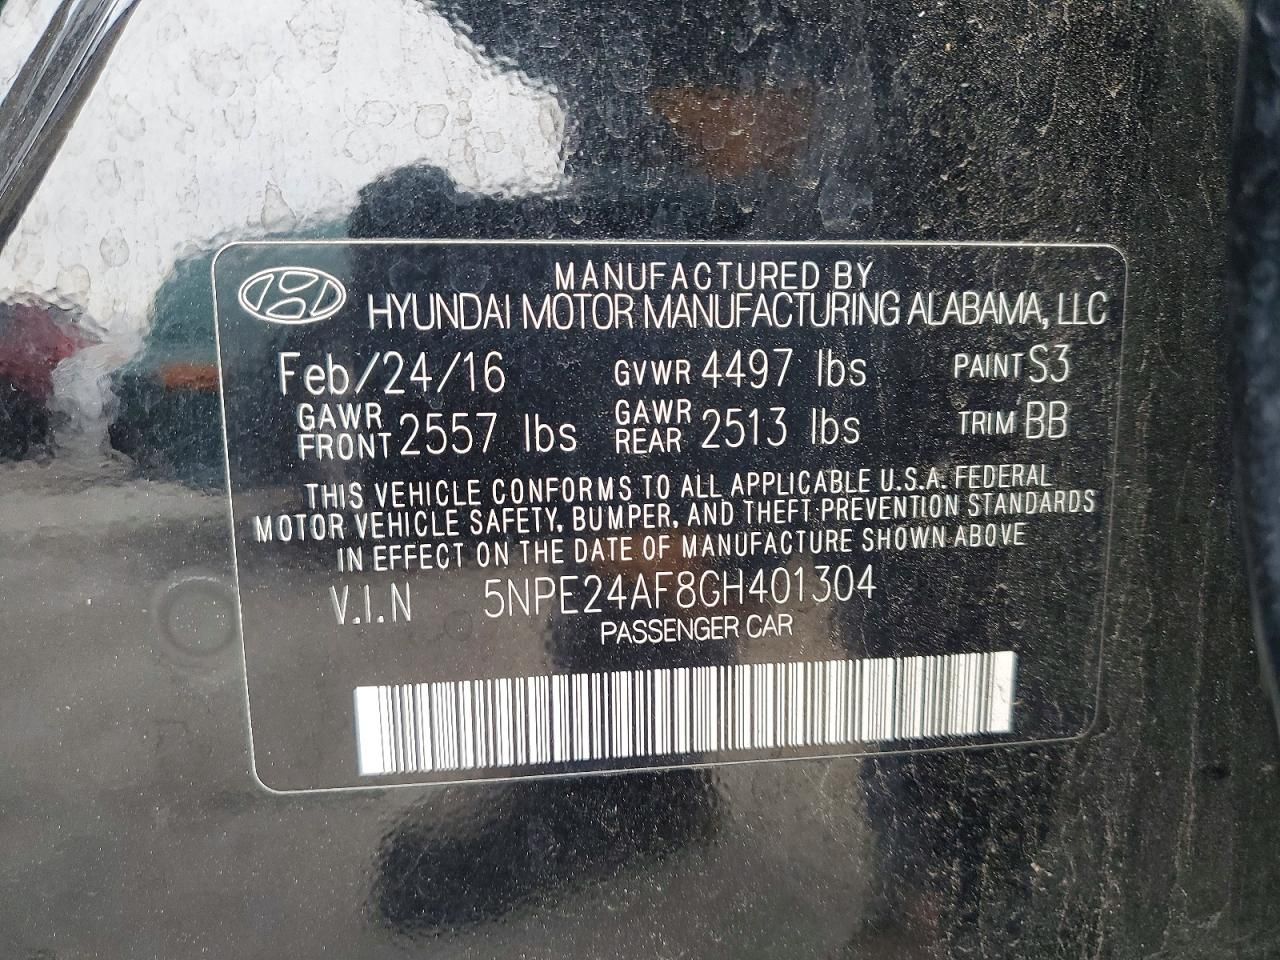 MANUFACTURED BY
HYUNDAI MOTOR MANUFACTURING ALABAMA, LLC
Feb/24/16 GVWR 4497 lbs PAINT S3
GAWR FRONT 2557 lbs GAWR REAR 2513 lbs TRIM BB
THIS VEHICLE CONFORMS TO ALL APPLICABLE U.S.A. FEDERAL
MOTOR VEHICLE SAFETY, BUMPER, AND THEFT PREVENTION STANDARDS
IN EFFECT ON THE DATE OF MANUFACTURE SHOWN ABOVE
V.I.N 5NPE24AF8GH401304
PASSENGER CAR